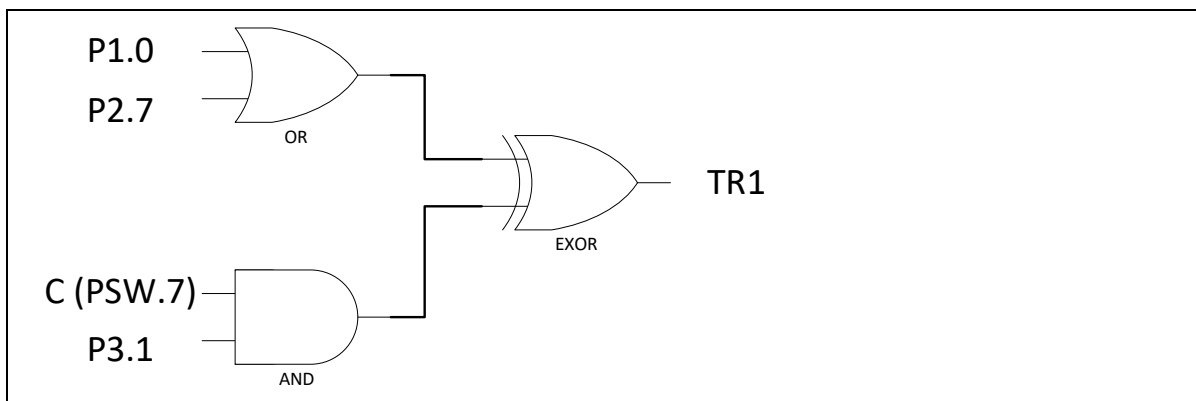 P1.0
P2.7
OR
TR1
EXOR
C (PSW.7)
P3.1
AND